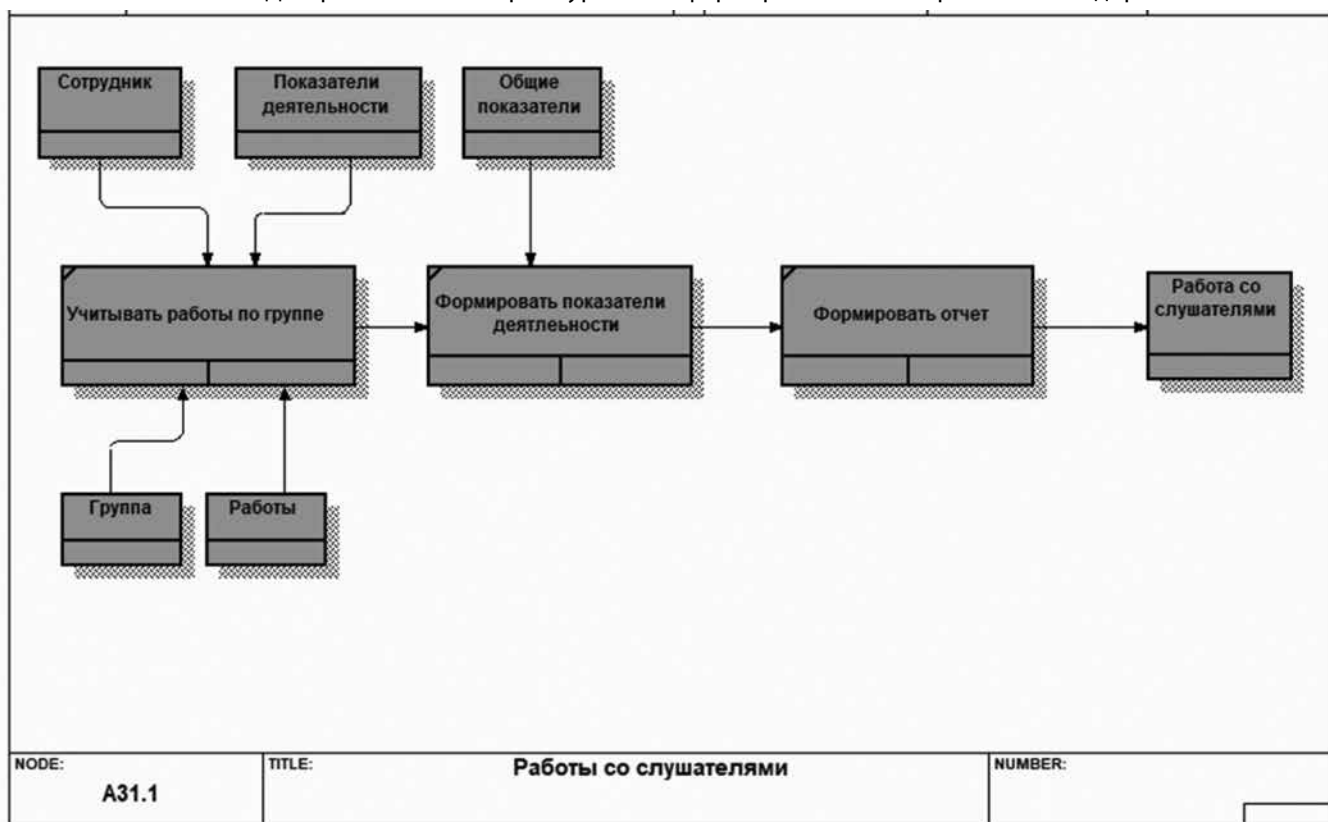 Сотрудник
Показатели
деятельности
Общие
показатели
Учитывать работы по группе
Формировать показатели
деятлеьности
Формировать отчет
Работа со
слушателями
Группа
Работы
NODE:
A31.1
TITLE:
Работы со слушателями
NUMBER: